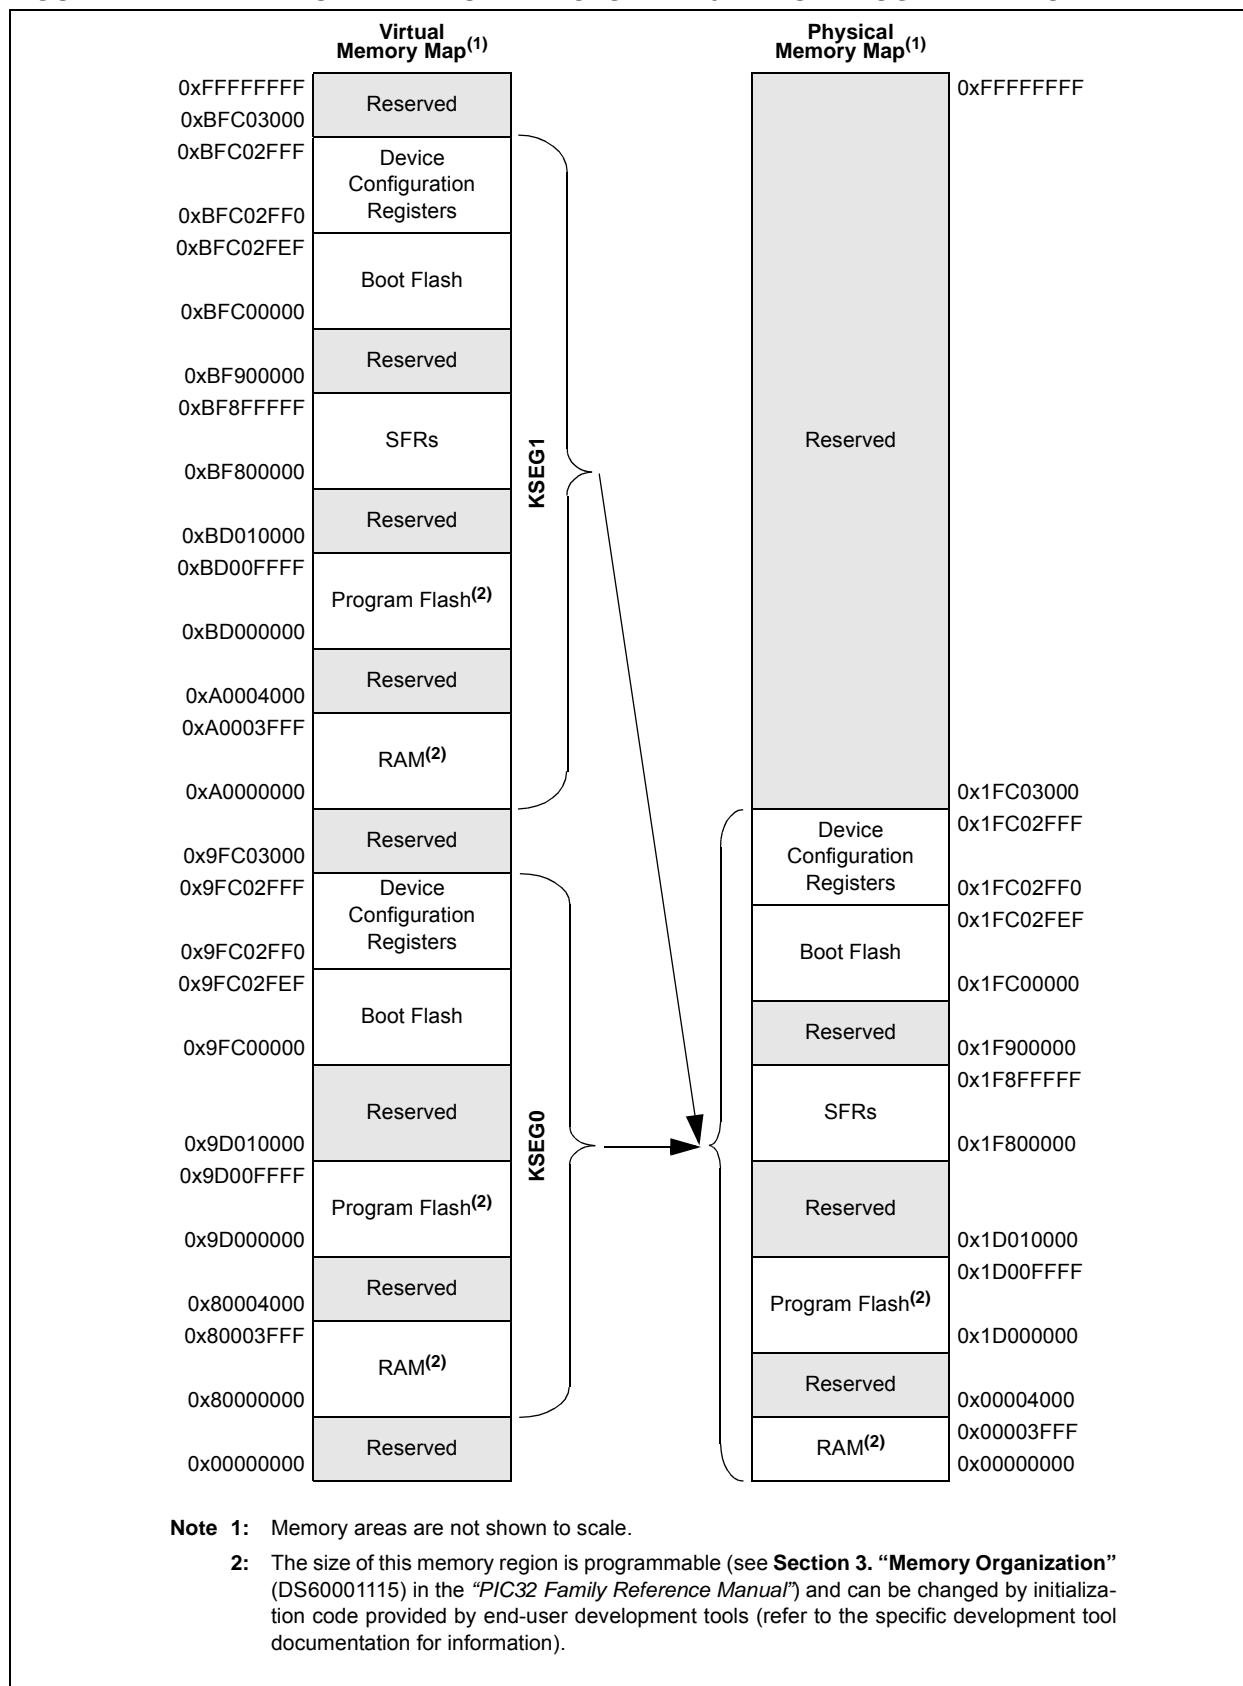 Virtual
Memory Map(1)
0xFFFFFFFF
Reserved
0xBFC03000
0xBFC02FFF
Device
Configuration
Registers
0xBFC02FF0
0xBFC02FEF
Boot Flash
0xBFC00000
Reserved
0xBF900000
0xBF8FFFFF
SFRs
0xBF800000
Reserved
0xBD010000
0xBD00FFFF
Program Flash(2)
0xBD000000
Reserved
0xA0004000
0xA0003FFF
RAM(2)
0xA0000000
KSEG1
Reserved
0x9FC03000
0x9FC02FFF
Device
Configuration
Registers
0x9FC02FF0
0x9FC02FEF
Boot Flash
0x9FC00000
Reserved
0x9D010000
0x9D00FFFF
Program Flash(2)
0x9D000000
Reserved
0x80004000
0x80003FFF
RAM(2)
0x80000000
KSEG0
Reserved
0x00000000
Physical
Memory Map(1)
0xFFFFFFFF
Reserved
0x1FC03000
0x1FC02FFF
Device
Configuration
Registers
0x1FC02FF0
0x1FC02FEF
Boot Flash
0x1FC00000
Reserved
0x1F900000
0x1F8FFFFF
SFRs
0x1F800000
Reserved
0x1D010000
0x1D00FFFF
Program Flash(2)
0x1D000000
Reserved
0x00004000
0x00003FFF
RAM(2)
0x00000000
Note 1: Memory areas are not shown to scale.
2: The size of this memory region is programmable (see Section 3. “Memory Organization”
(DS60001115) in the “PIC32 Family Reference Manual”) and can be changed by initializa-
tion code provided by end-user development tools (refer to the specific development tool
documentation for information).